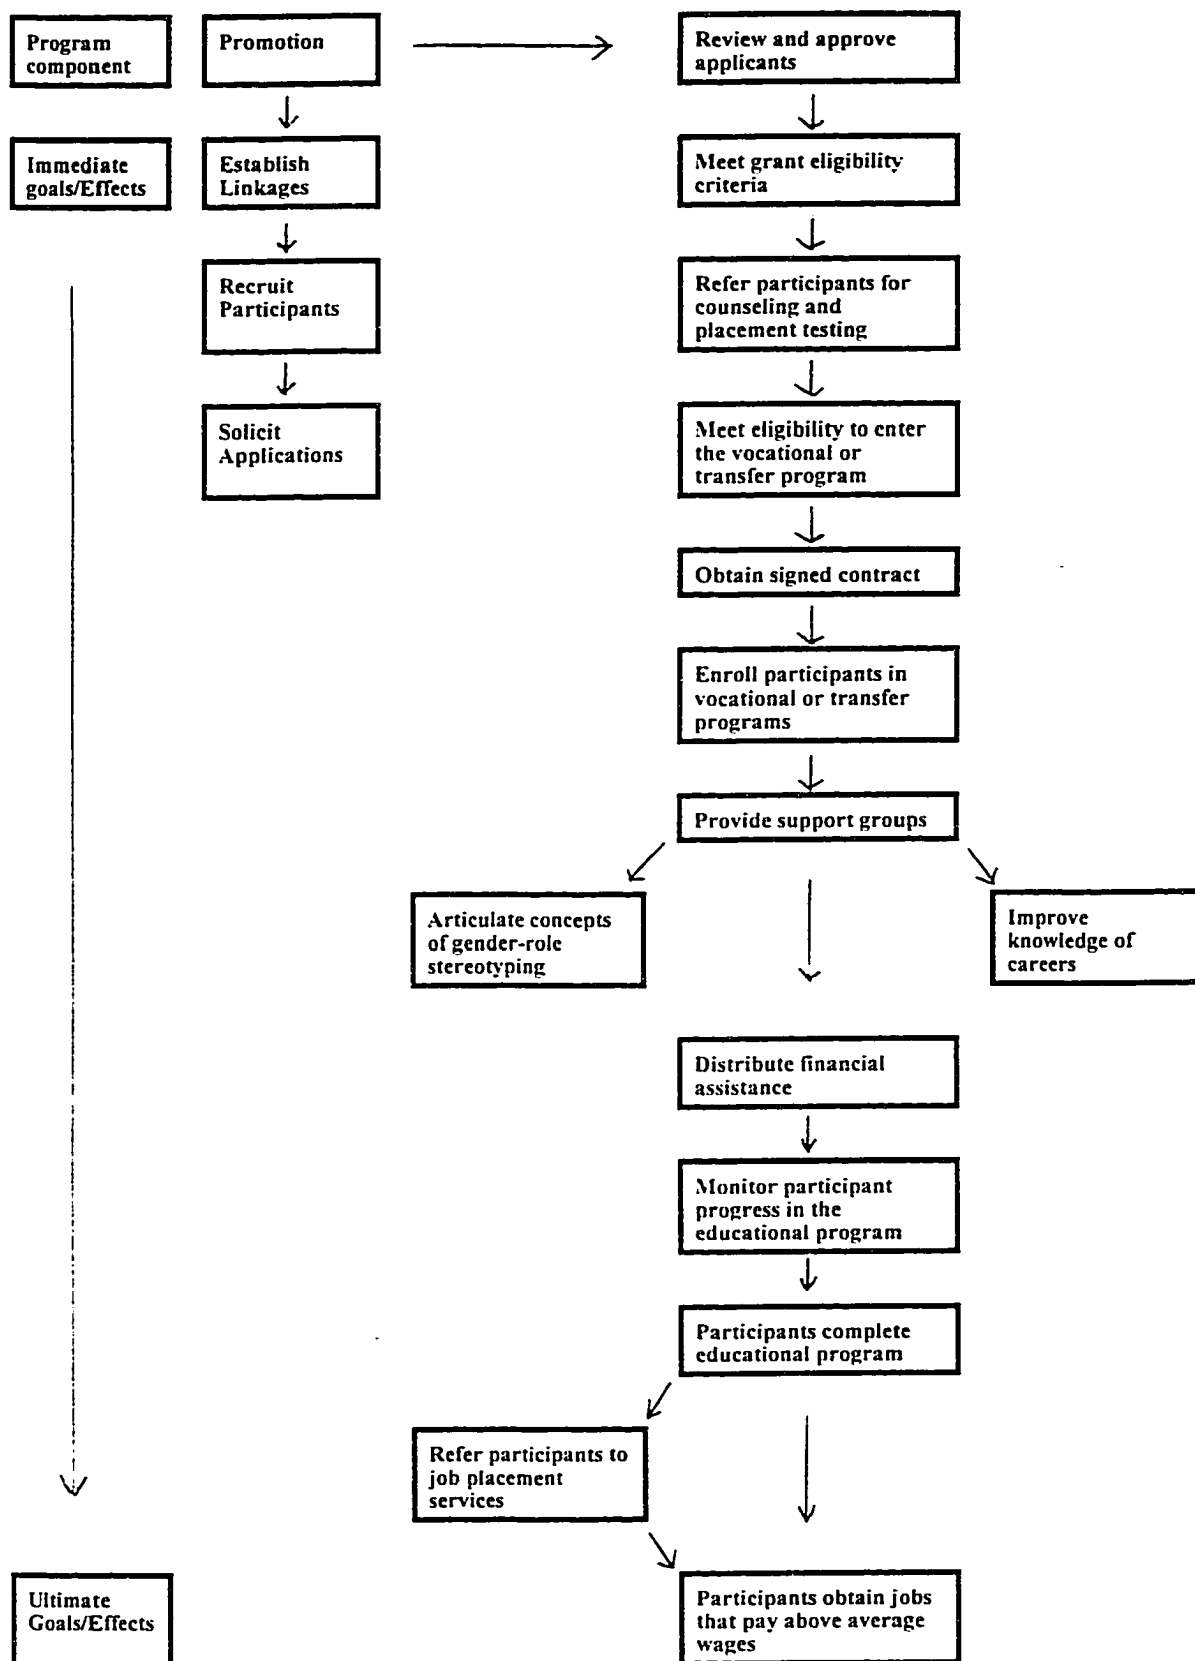 Program
component
Promotion
Review and approve
applicants
Immediate
goals/Effects
Establish
Linkages
Meet grant eligibility
criteria
Recruit
Participants
Refer participants for
counseling and
placement testing
Solicit
Applications
Meet eligibility to enter
the vocational or
transfer program
Obtain signed contract
Enroll participants in
vocational or transfer
programs
Provide support groups
Articulate concepts
of gender-role
stereotyping
Improve
knowledge of
careers
Distribute financial
assistance
Monitor participant
progress in the
educational program
Participants complete
educational program
Refer participants to
job placement
services
Ultimate
Goals/Effects
Participants obtain jobs
that pay above average
wages